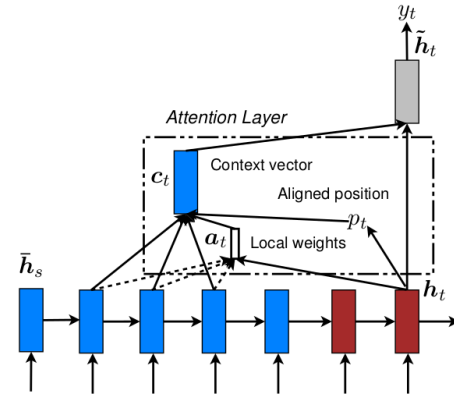 y_t
h̃_t
Attention Layer
c_t
Context vector
Aligned position
p_t
a_t
Local weights
h̄_s
h_t